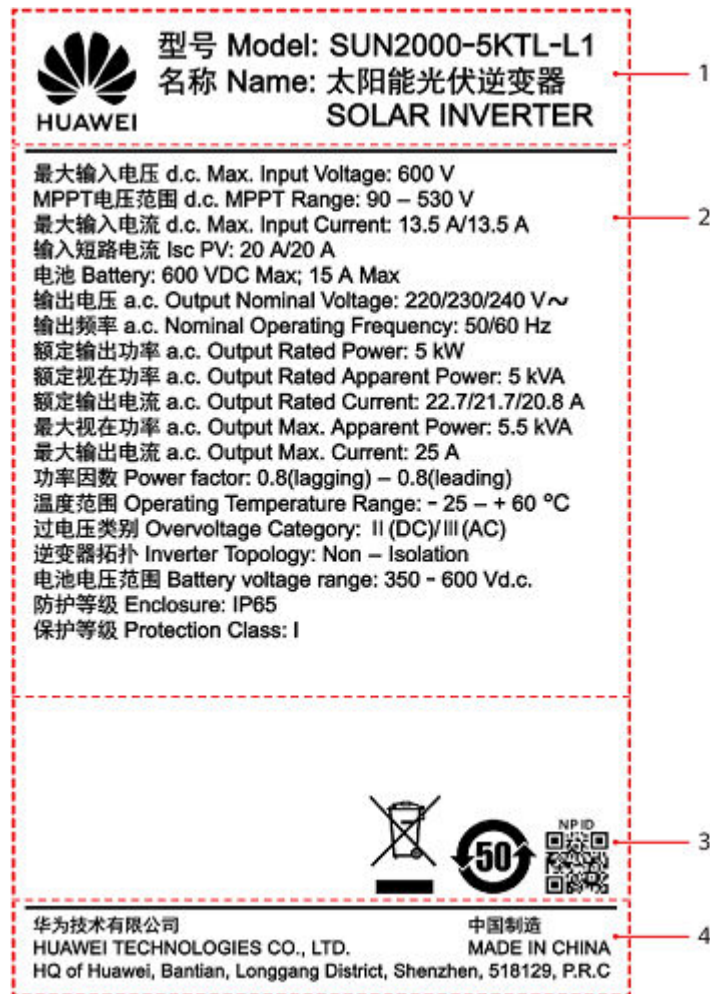 HUAWEI
型号 Model: SUN2000-5KTL-L1
名称 Name: 太阳能光伏逆变器
SOLAR INVERTER
1
最大输入电压 d.c. Max. Input Voltage: 600 V
MPPT电压范围 d.c. MPPT Range: 90 – 530 V
最大输入电流 d.c. Max. Input Current: 13.5 A/13.5 A
输入短路电流 Isc PV: 20 A/20 A
电池 Battery: 600 VDC Max; 15 A Max
输出电压 a.c. Output Nominal Voltage: 220/230/240 V～
输出频率 a.c. Nominal Operating Frequency: 50/60 Hz
额定输出功率 a.c. Output Rated Power: 5 kW
额定视在功率 a.c. Output Rated Apparent Power: 5 kVA
额定输出电流 a.c. Output Rated Current: 22.7/21.7/20.8 A
最大视在功率 a.c. Output Max. Apparent Power: 5.5 kVA
最大输出电流 a.c. Output Max. Current: 25 A
功率因数 Power factor: 0.8(lagging) – 0.8(leading)
温度范围 Operating Temperature Range: - 25 – + 60 °C
过电压类别 Overvoltage Category: Ⅱ(DC)/Ⅲ(AC)
逆变器拓扑 Inverter Topology: Non – Isolation
电池电压范围 Battery voltage range: 350 - 600 Vd.c.
防护等级 Enclosure: IP65
保护等级 Protection Class: I
2
50
NPID
3
华为技术有限公司
HUAWEI TECHNOLOGIES CO., LTD.
中国制造
MADE IN CHINA
HQ of Huawei, Bantian, Longgang District, Shenzhen, 518129, P.R.C
4